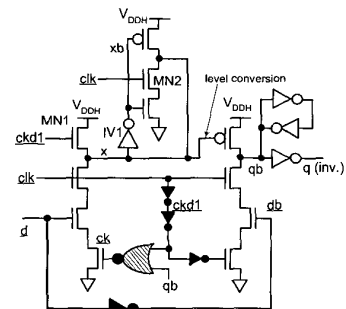 V_DDH
xb
clk
MN2
level conversion
V_DDH
V_DDH
MN1
IV1
ckd1
x
qb
q (inv.)
clk
ckd1
db
d
ck
qb